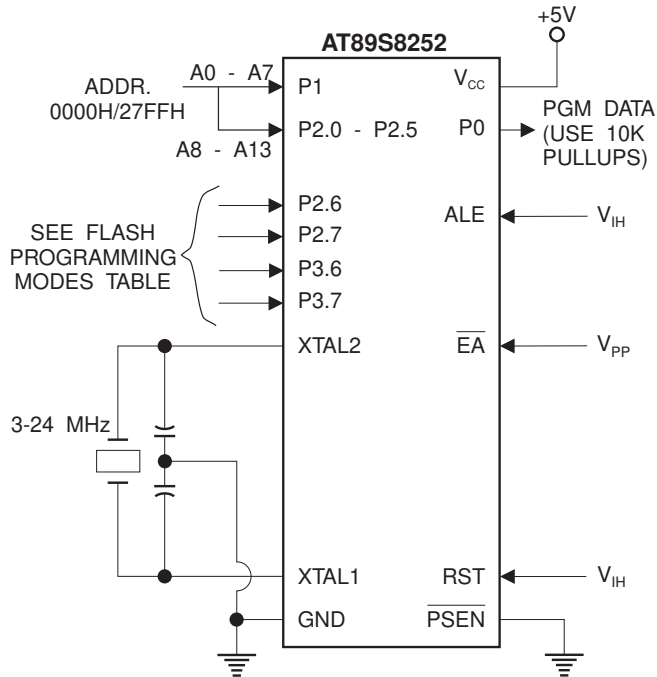 +5V
AT89S8252
ADDR.
0000H/27FFH
A0 - A7
P1
VCC
P2.0 - P2.5
P0
PGM DATA
(USE 10K
PULLUPS)
A8 - A13
SEE FLASH
PROGRAMMING
MODES TABLE
P2.6
P2.7
P3.6
P3.7
ALE
VIH
XTAL2
EA
VPP
3-24 MHz
XTAL1
RST
VIH
GND
PSEN